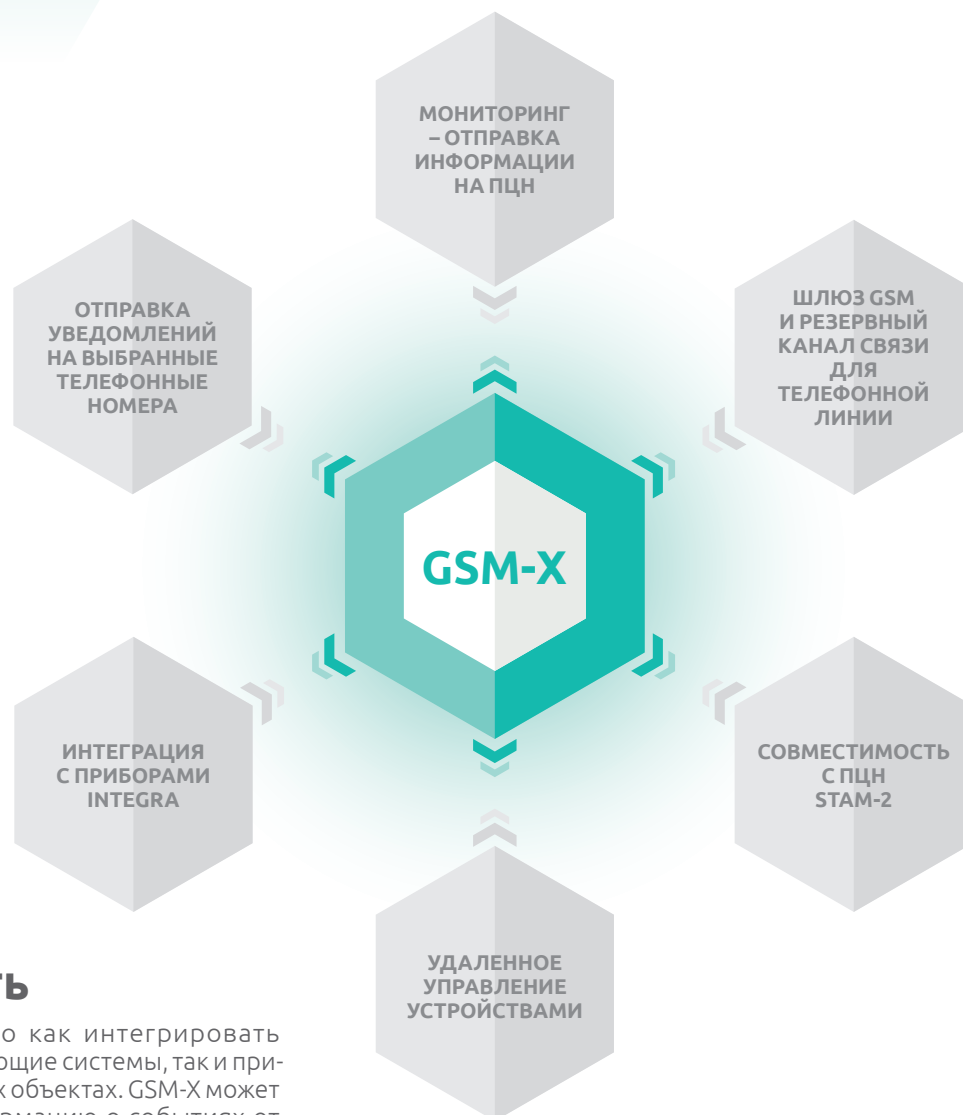 МОНИТОРИНГ
– ОТПРАВКА
ИНФОРМАЦИИ
НА ПЦН
ОТПРАВКА
УВЕДОМЛЕНИЙ
НА ВЫБРАННЫЕ
ТЕЛЕФОННЫЕ
НОМЕРА
ШЛЮЗ GSM
И РЕЗЕРВНЫЙ
КАНАЛ СВЯЗИ
ДЛЯ
ТЕЛЕФОННОЙ
ЛИНИИ
GSM-X
ИНТЕГРАЦИЯ
С ПРИБОРАМИ
INTEGRA
СОВМЕСТИМОСТЬ
С ПЦН
STAM-2
УДАЛЕННОЕ
УПРАВЛЕНИЕ
УСТРОЙСТВАМИ
как интегрировать
системы, так и при-
объектах. GSM-X может
о событиях от